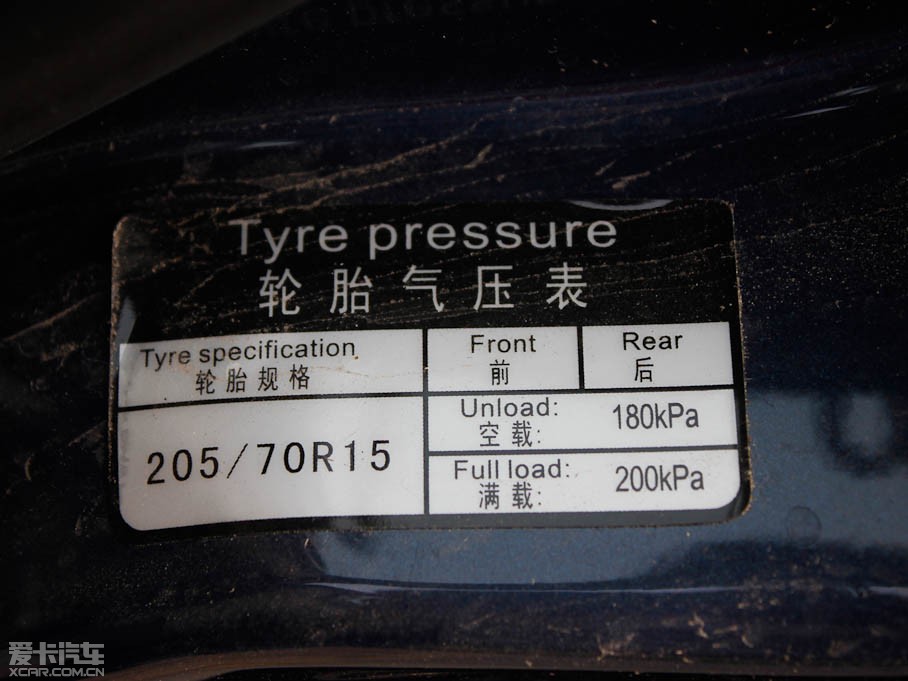 Tyre pressure
轮胎气压表
Tyre specification
轮胎规格
Front
前
Rear
后
205/70R15
Unload: 180kPa
空载:
Full load: 200kPa
满载:
爱卡汽车
XCAR.COM.CN